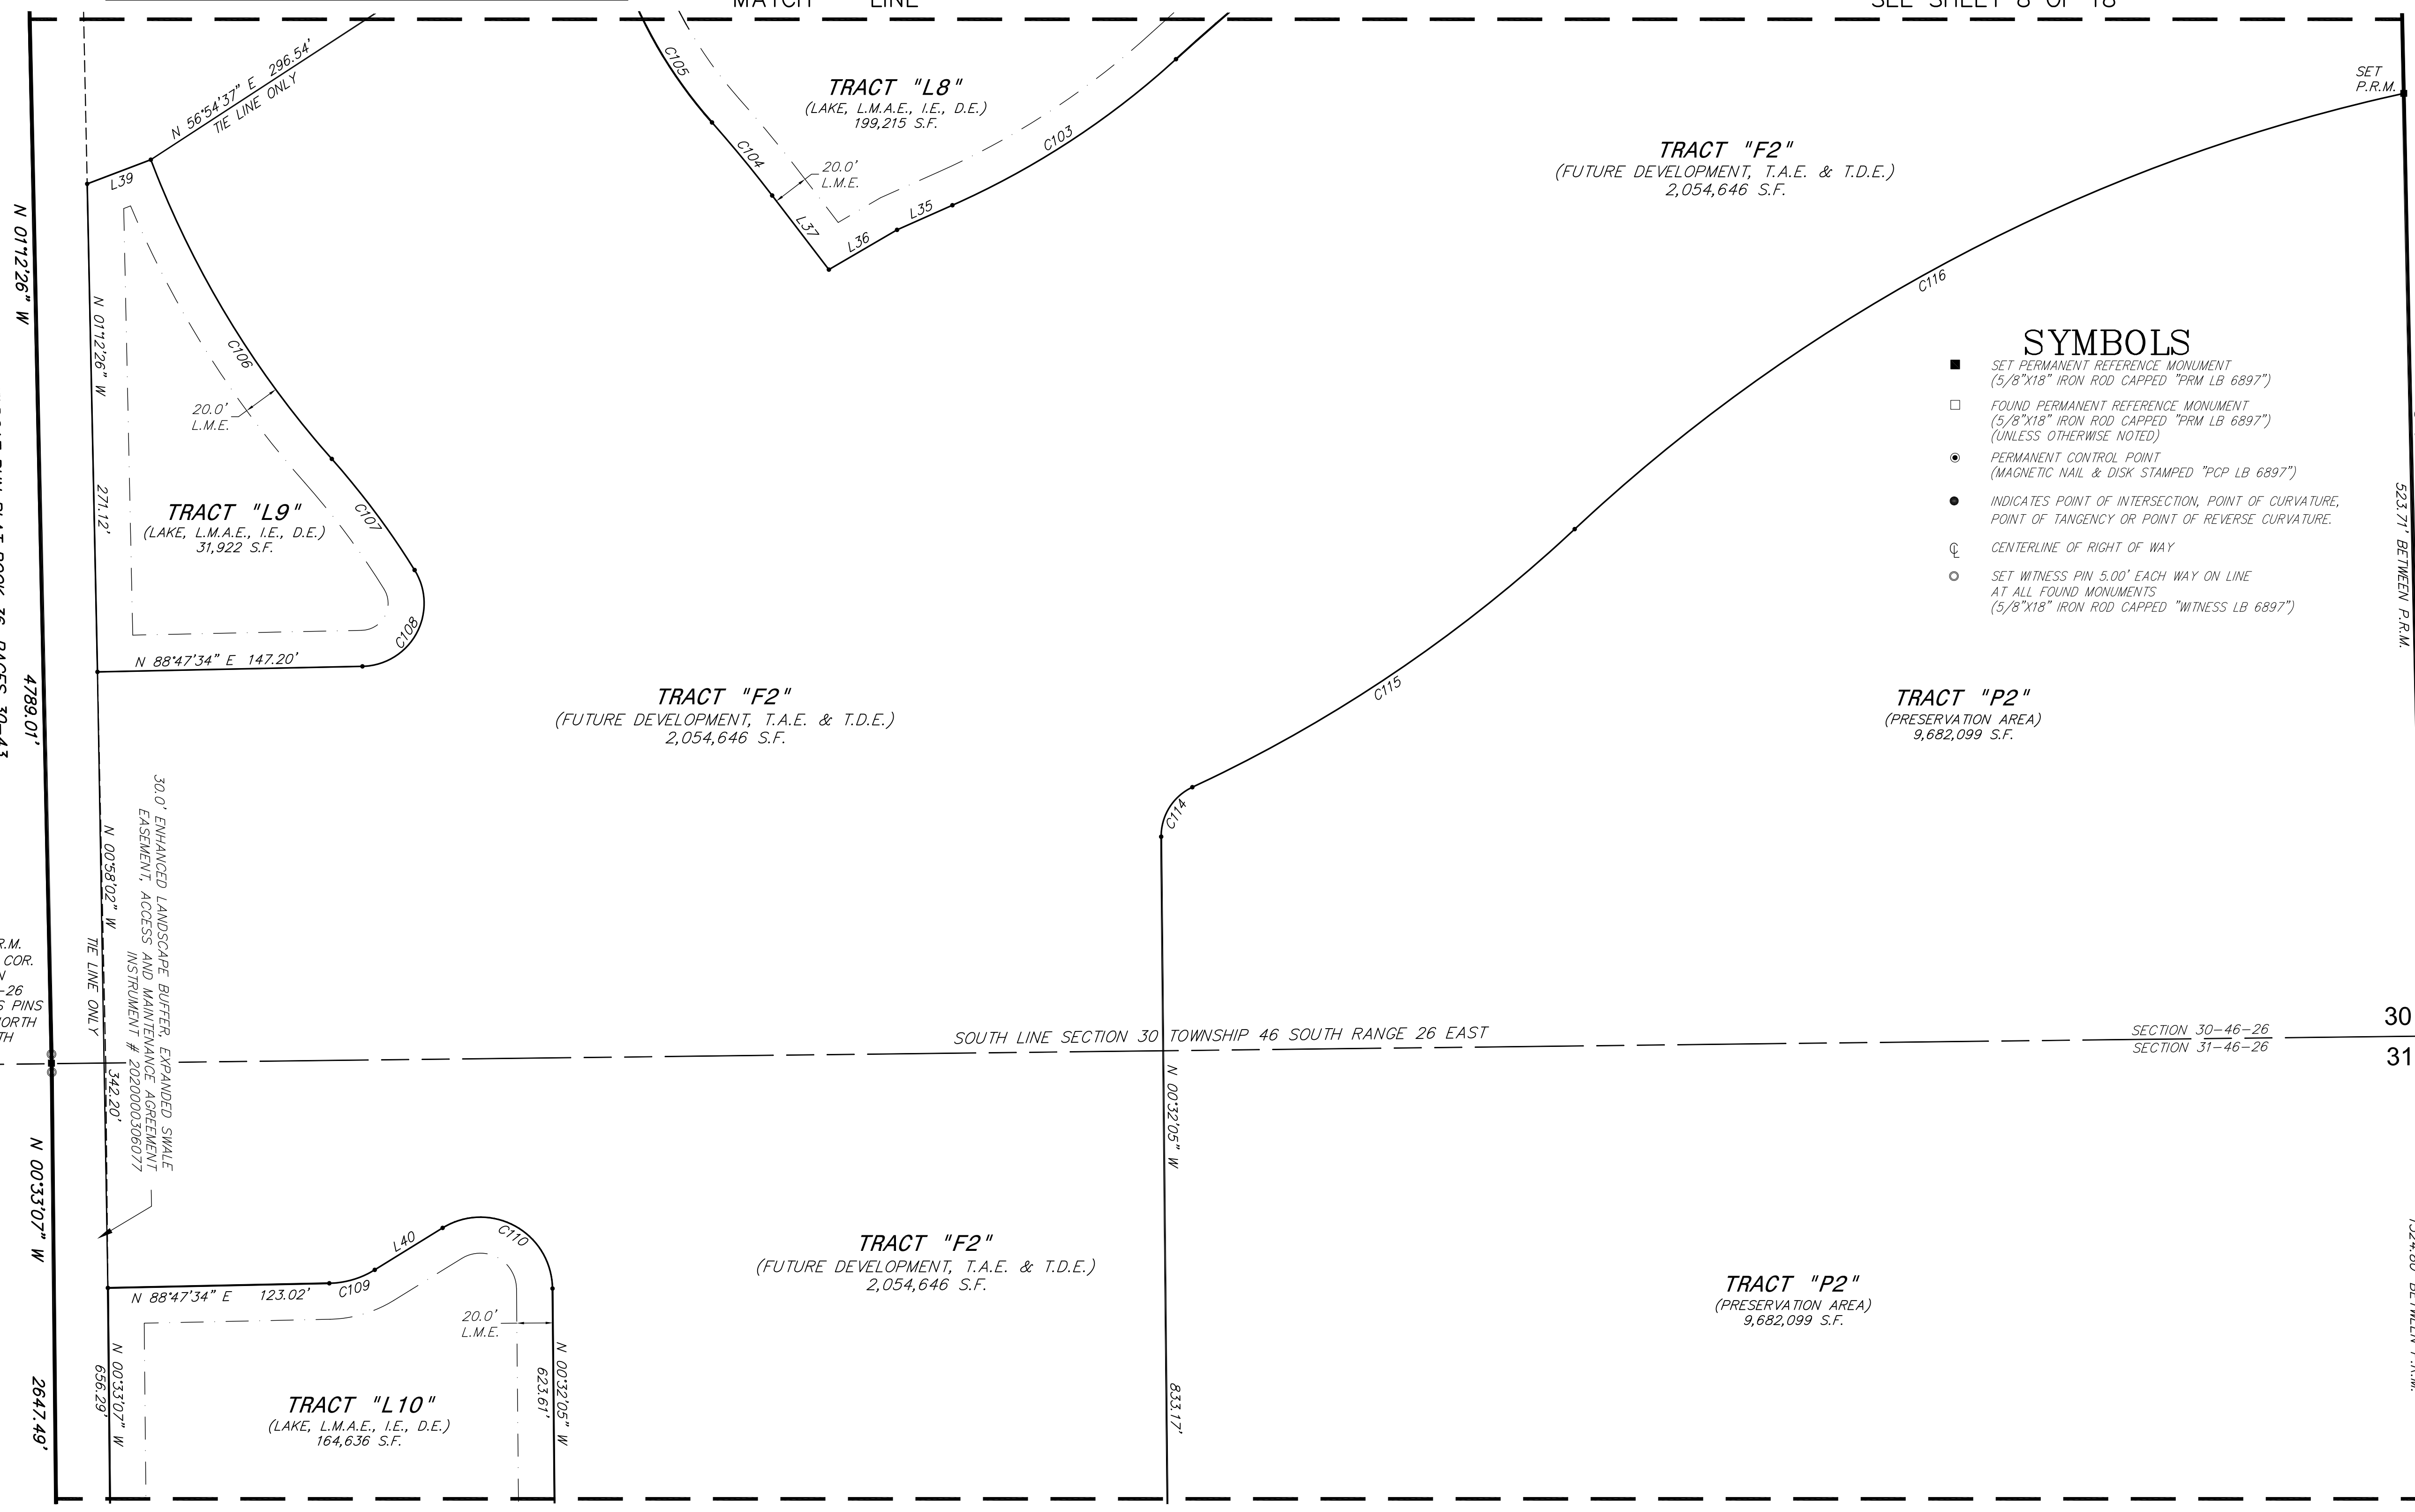 MATCH LINE
SEE SHEET 8 OF 18
N 56°54'37" E 296.54'
TIE LINE ONLY
L39
C105
C104
L37
L36
L35
C103
TRACT "L8"
(LAKE, L.M.A.E., I.E., D.E.)
199,215 S.F.
20.0'
L.M.E.
TRACT "F2"
(FUTURE DEVELOPMENT, T.A.E. & T.D.E.)
2,054,646 S.F.
SET
P.R.M.
C116
N 01°12'26" W
4789.01'
N 01°12'26" W
271.12'
C106
20.0'
L.M.E.
C107
TRACT "L9"
(LAKE, L.M.A.E., I.E., D.E.)
31,922 S.F.
C108
N 88°47'34" E 147.20'
SYMBOLS
SET PERMANENT REFERENCE MONUMENT
(5/8"X18" IRON ROD CAPPED "PRM LB 6897")
FOUND PERMANENT REFERENCE MONUMENT
(5/8"X18" IRON ROD CAPPED "PRM LB 6897")
(UNLESS OTHERWISE NOTED)
PERMANENT CONTROL POINT
(MAGNETIC NAIL & DISK STAMPED "PCP LB 6897")
INDICATES POINT OF INTERSECTION, POINT OF CURVATURE,
POINT OF TANGENCY OR POINT OF REVERSE CURVATURE.
CENTERLINE OF RIGHT OF WAY
SET WITNESS PIN 5.00' EACH WAY ON LINE
AT ALL FOUND MONUMENTS
(5/8"X18" IRON ROD CAPPED "WITNESS LB 6897")
523.71' BETWEEN P.R.M.
TRACT "F2"
(FUTURE DEVELOPMENT, T.A.E. & T.D.E.)
2,054,646 S.F.
C115
C114
TRACT "P2"
(PRESERVATION AREA)
9,682,099 S.F.
N 00°58'02" W
342.20'
TIE LINE ONLY
30.0' ENHANCED LANDSCAPE BUFFER, EXPANDED SWALE
EASEMENT, ACCESS AND MAINTENANCE AGREEMENT
INSTRUMENT # 2020000306077
COR.
-26
PINS
SOUTH LINE SECTION 30 TOWNSHIP 46 SOUTH RANGE 26 EAST
SECTION 30-46-26
SECTION 31-46-26
30
31
N 00°33'07" W
2647.49'
N 00°32'05" W
833.17'
L40
C109
C110
N 88°47'34" E 123.02'
20.0'
L.M.E.
N 00°33'07" W
656.29'
N 00°32'05" W
623.61'
TRACT "L10"
(LAKE, L.M.A.E., I.E., D.E.)
164,636 S.F.
TRACT "F2"
(FUTURE DEVELOPMENT, T.A.E. & T.D.E.)
2,054,646 S.F.
TRACT "P2"
(PRESERVATION AREA)
9,682,099 S.F.